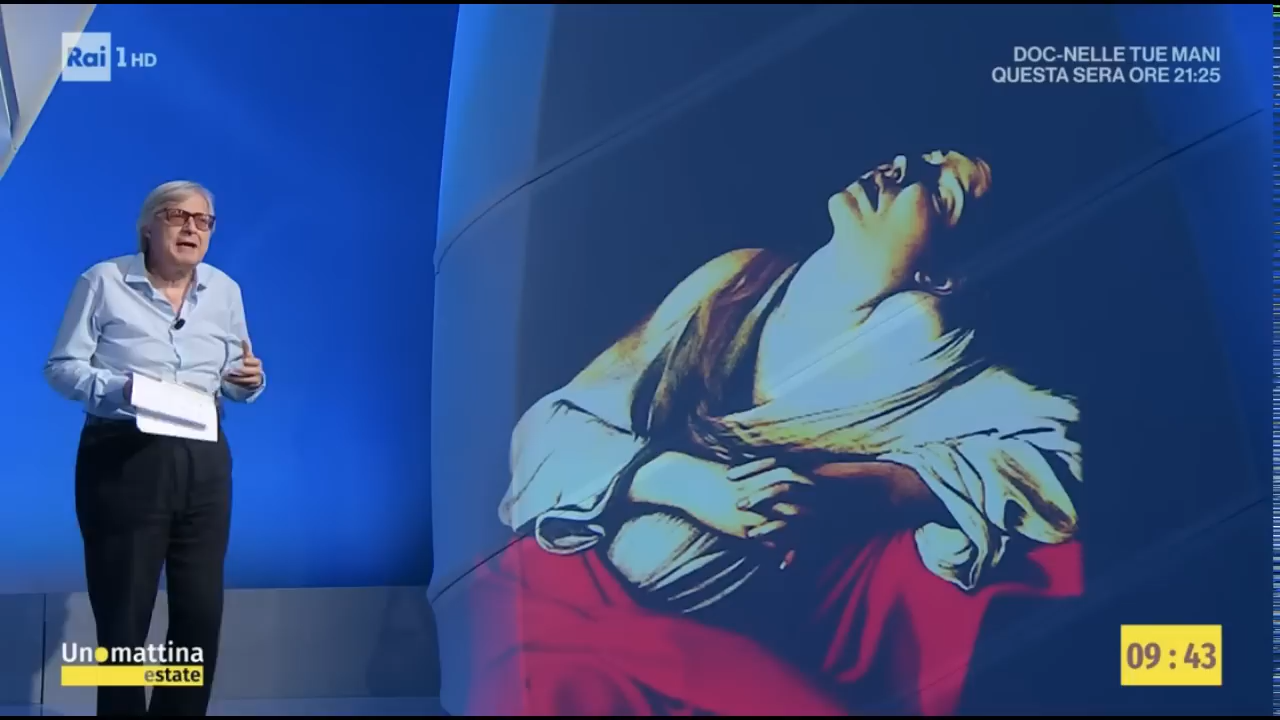 Rai 1 HD
DOC-NELLE TUE MANI
QUESTA SERA ORE 21:25
Unomattina
estate
09 : 43